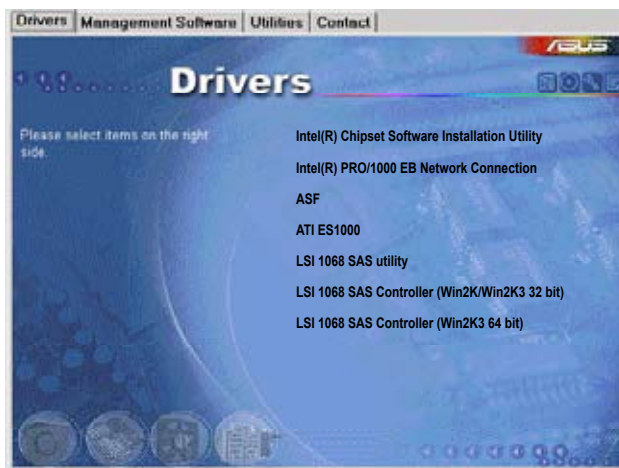 Drivers Management Software Utilities Contact
ASUS
Drivers
Please select items on the right
side.
Intel(R) Chipset Software Installation Utility
Intel(R) PRO/1000 EB Network Connection
ASF
ATI ES1000
LSI 1068 SAS utility
LSI 1068 SAS Controller (Win2K/Win2K3 32 bit)
LSI 1068 SAS Controller (Win2K3 64 bit)